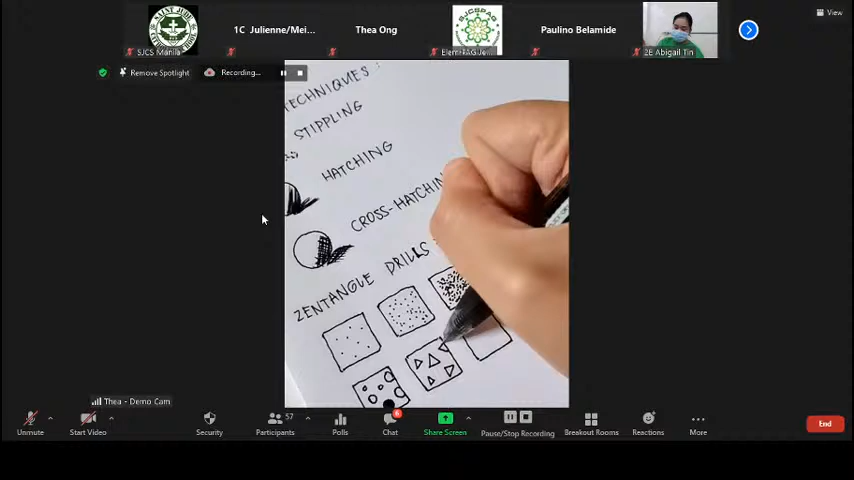 View
1C Julienne/Mei...
Thea Ong
Paulino Belamide
SJCS Manila
2E Abigail Tin
Remove Spotlight
Recording...
TECHNIQUES:
STIPPLING
HATCHING
CROSS-HATCHIN
ZENTANGLE DRILLS:
Thea - Demo Cam
57
6
Unmute
Start Video
Security
Participants
Polls
Chat
Share Screen
Pause/Stop Recording
Breakout Rooms
Reactions
More
End